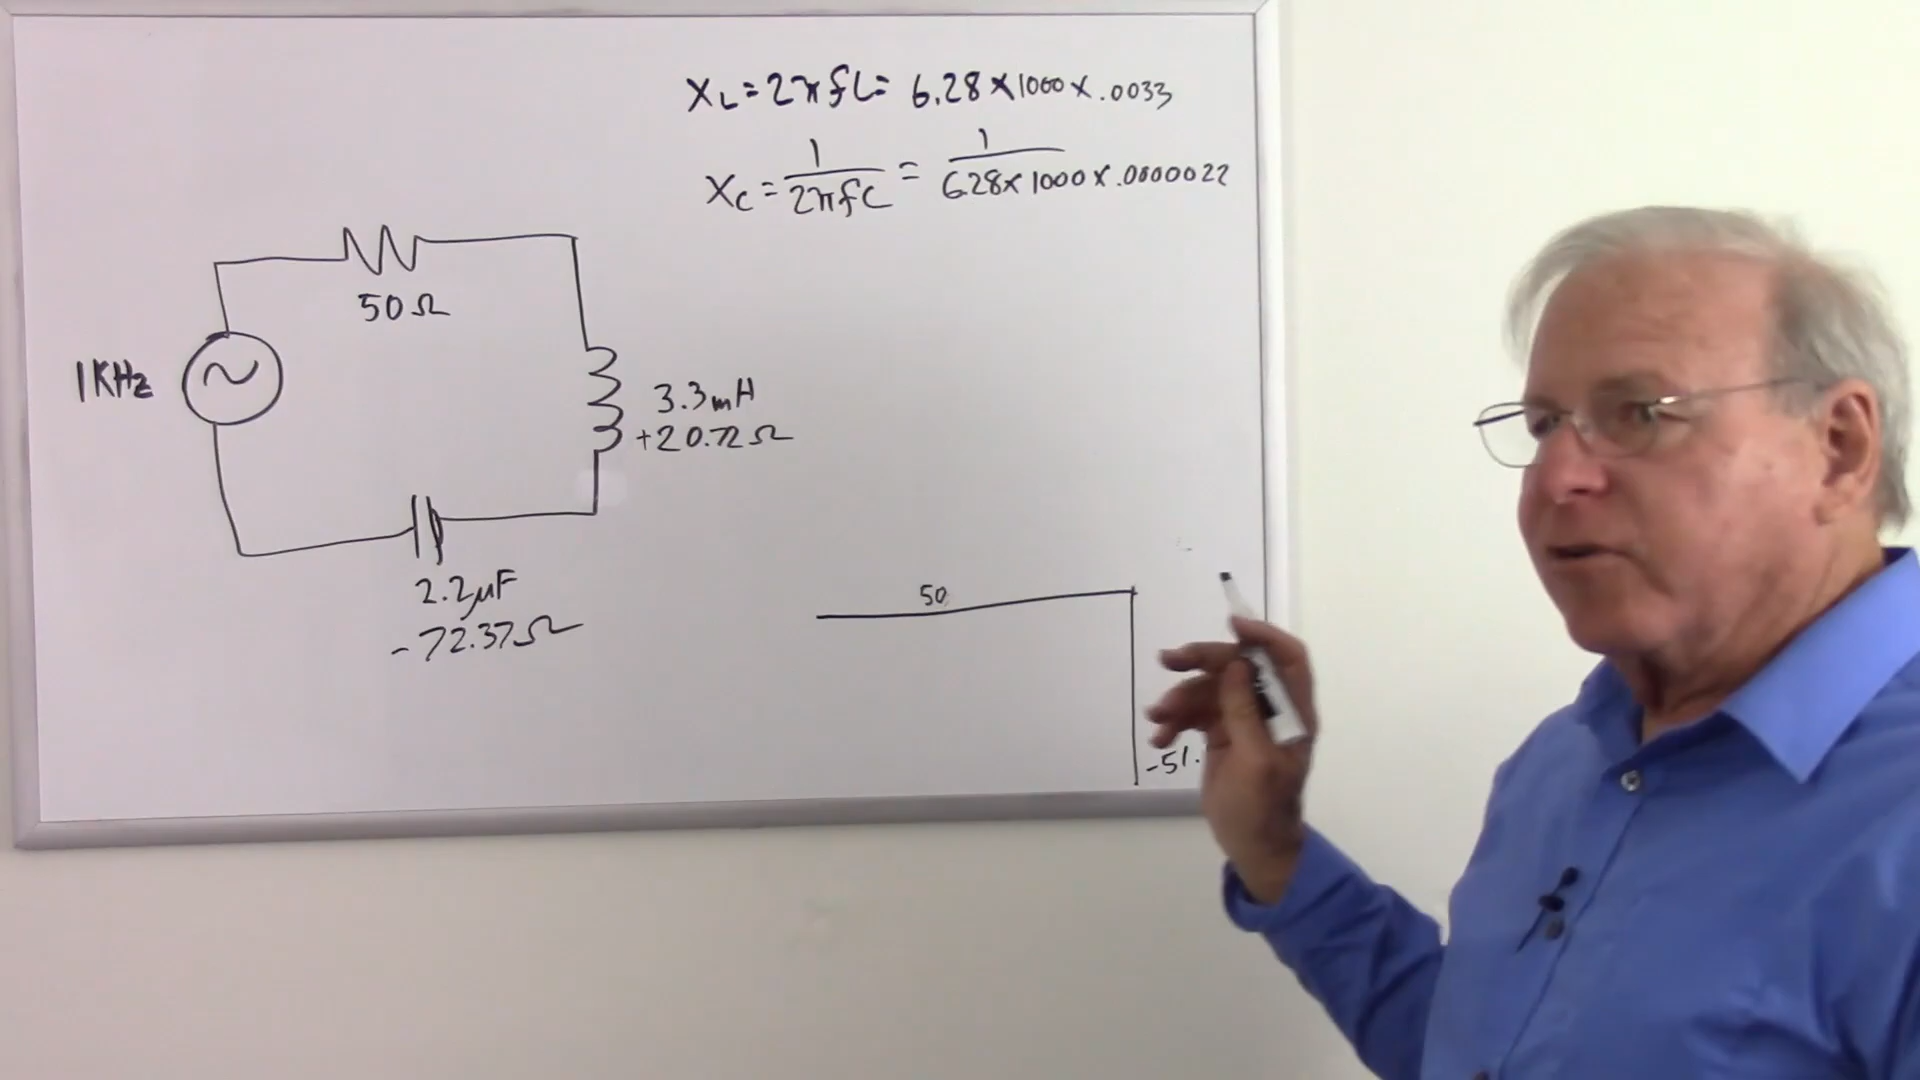 XL = 2πfL = 6.28 × 1000 × .0033
XC = 1/2πfC = 1/6.28 × 1000 × .0000022
50Ω
1KHz
3.3mH
+20.72Ω
2.2μF
-72.37Ω
50
-51.